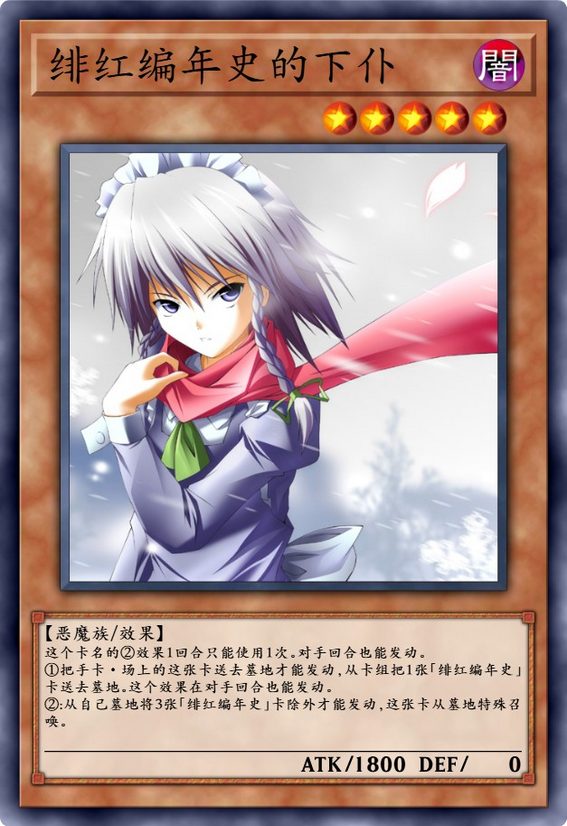 绯红编年史的下仆
闇
【恶魔族/效果】
这个卡名的②效果1回合只能使用1次。对手回合也能发动。
①把手卡·场上的这张卡送去墓地才能发动,从卡组把1张「绯红编年史」
卡送去墓地。这个效果在对手回合也能发动。
②:从自己墓地将3张「绯红编年史」卡除外才能发动,这张卡从墓地特殊召
唤。
ATK/1800 DEF/ 0